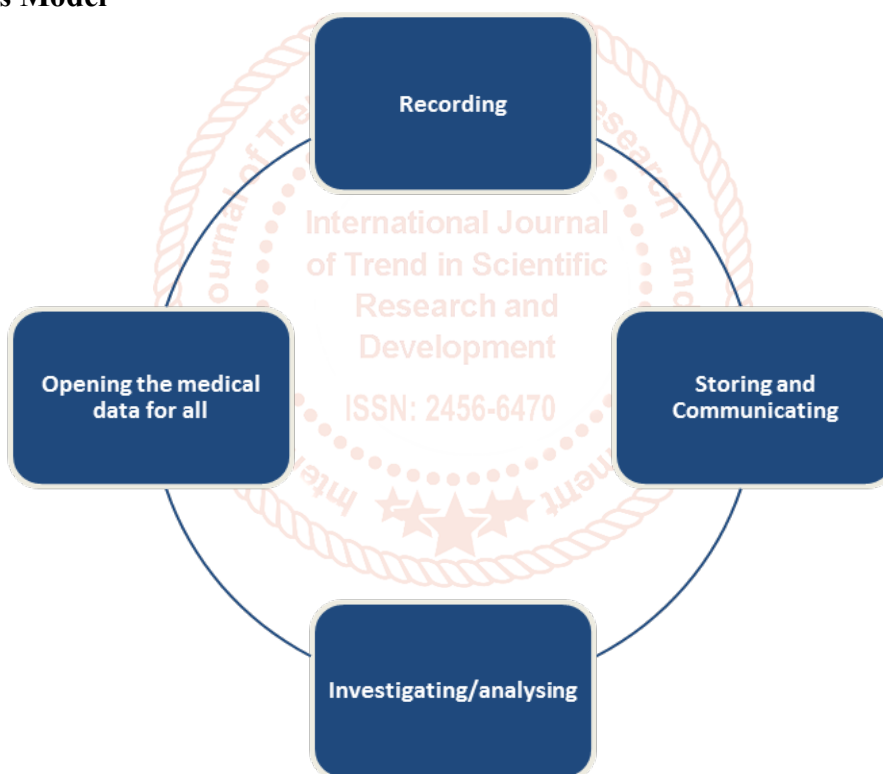 s Model
Recording
International Journal
of Trend in Scientific
Research and
Development
ISSN: 2456-6470
Opening the medical
data for all
Storing and
Communicating
Investigating/analysing